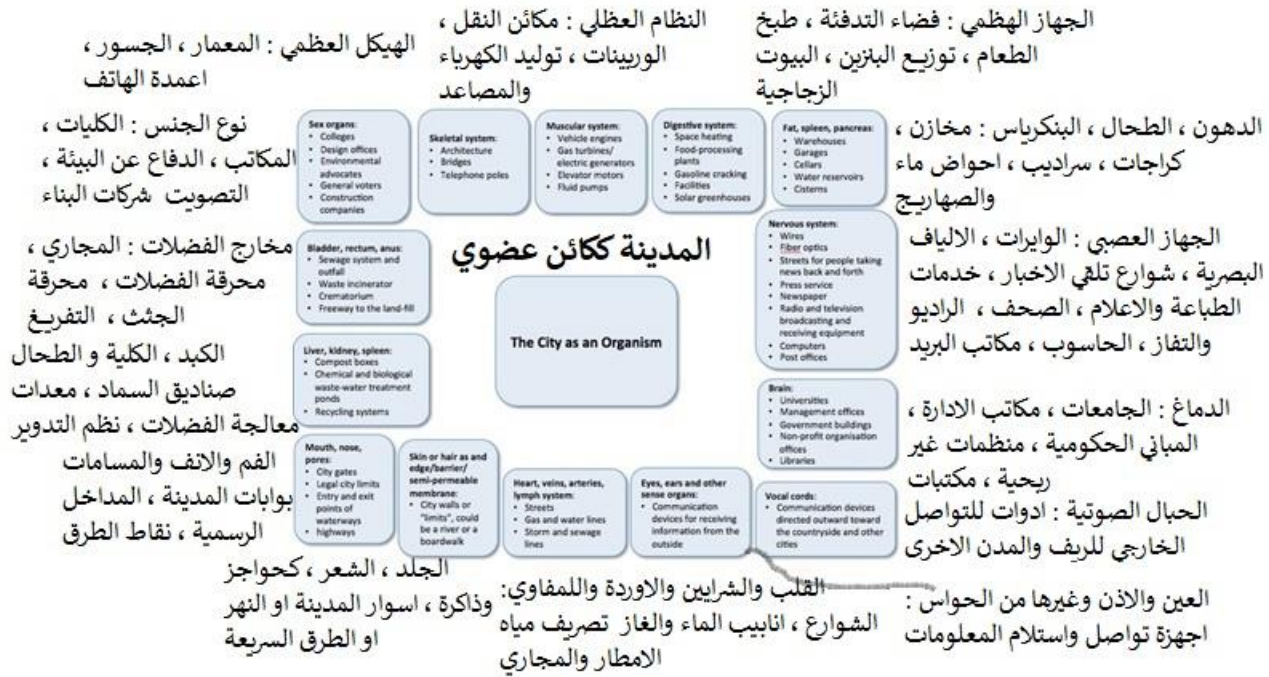 الهيكل العظمي : المعمار ، الجسور ،
اعمدة الهاتف
النظام العظلي : مكائن النقل ،
الوربينات ، توليد الكهرباء
والمصاعد
الجهاز الهظمي : فضاء التدفئة ، طبخ
الطعام ، توزيع البنزين ، البيوت
الزجاجية
نوع الجنس : الكليات ،
المكاتب ، الدفاع عن البيئة ،
التصويت شركات البناء
Sex organs:
• Colleges
• Design offices
• Environmental
advocates
• General voters
• Construction
companies
Skeletal system:
• Architecture
• Bridges
• Telephone poles
Muscular system:
• Vehicle engines
• Gas turbines/
electric generators
• Elevator motors
• Fluid pumps
Digestive system:
• Space heating
• Food-processing
plants
• Gasoline cracking
• Facilities
• Solar greenhouses
Fat, spleen, pancreas:
• Warehouses
• Garages
• Cellars
• Water reservoirs
• Cisterns
الدهون ، الطحال ، البنكرياس : مخازن ،
كراجات ، سراديب ، احواض ماء
والصهاريج
مخارج الفضلات : المجاري ،
محرقة الفضلات ، محرقة
الجثث ، التفريغ
Bladder, rectum, anus:
• Sewage system and
outfall
• Waste incinerator
• Crematorium
• Freeway to the land-fill
المدينة ككائن عضوي
The City as an Organism
Nervous system:
• Wires
• Fiber optics
• Streets for people taking
news back and forth
• Press service
• Newspaper
• Radio and television
broadcasting and
receiving equipment
• Computers
• Post offices
الجهاز العصبي : الوايرات ، الالياف
البصرية ، شوارع تلقي الاخبار ، خدمات
الطباعة والاعلام ، الصحف ، الراديو
والتفاز ، الحاسوب ، مكاتب البريد
الكبد ، الكلية و الطحال
صناديق السماد ، معدات
معالجة الفضلات ، نظم التدوير
Liver, kidney, spleen:
• Compost boxes
• Chemical and biological
waste-water treatment
ponds
• Recycling systems
Brain:
• Universities
• Management offices
• Government buildings
• Non-profit organisation
offices
• Libraries
الدماغ : الجامعات ، مكاتب الادارة ،
المباني الحكومية ، منظمات غير
ربحية ، مكتبات
الفم والانف والمسامات
بوابات المدينة ، المداخل
الرسمية ، نقاط الطرق
Mouth, nose,
pores:
• City gates
• Legal city limits
• Entry and exit
points of
waterways
• highways
Skin or hair as and
edge/barrier/
semi-permeable
membrane:
• City walls or
"limits", could
be a river or a
boardwalk
Heart, veins, arteries,
lymph system:
• Streets
• Gas and water lines
• Storm and sewage
lines
Eyes, ears and other
sense organs:
• Communication
devices for receiving
information from the
outside
Vocal cords:
• Communication devices
directed outward toward
the countryside and other
cities
الحبال الصوتية : ادوات للتواصل
الخارجي للريف والمدن الاخرى
الجلد ، الشعر ، كحواجز
وذاكرة ، اسوار المدينة او النهر
او الطرق السريعة
القلب والشرايين والاوردة واللمفاوي:
الشوارع ، انابيب الماء والغاز تصريف مياه
الامطار والمجاري
العين والاذن وغيرها من الحواس :
اجهزة تواصل واستلام المعلومات